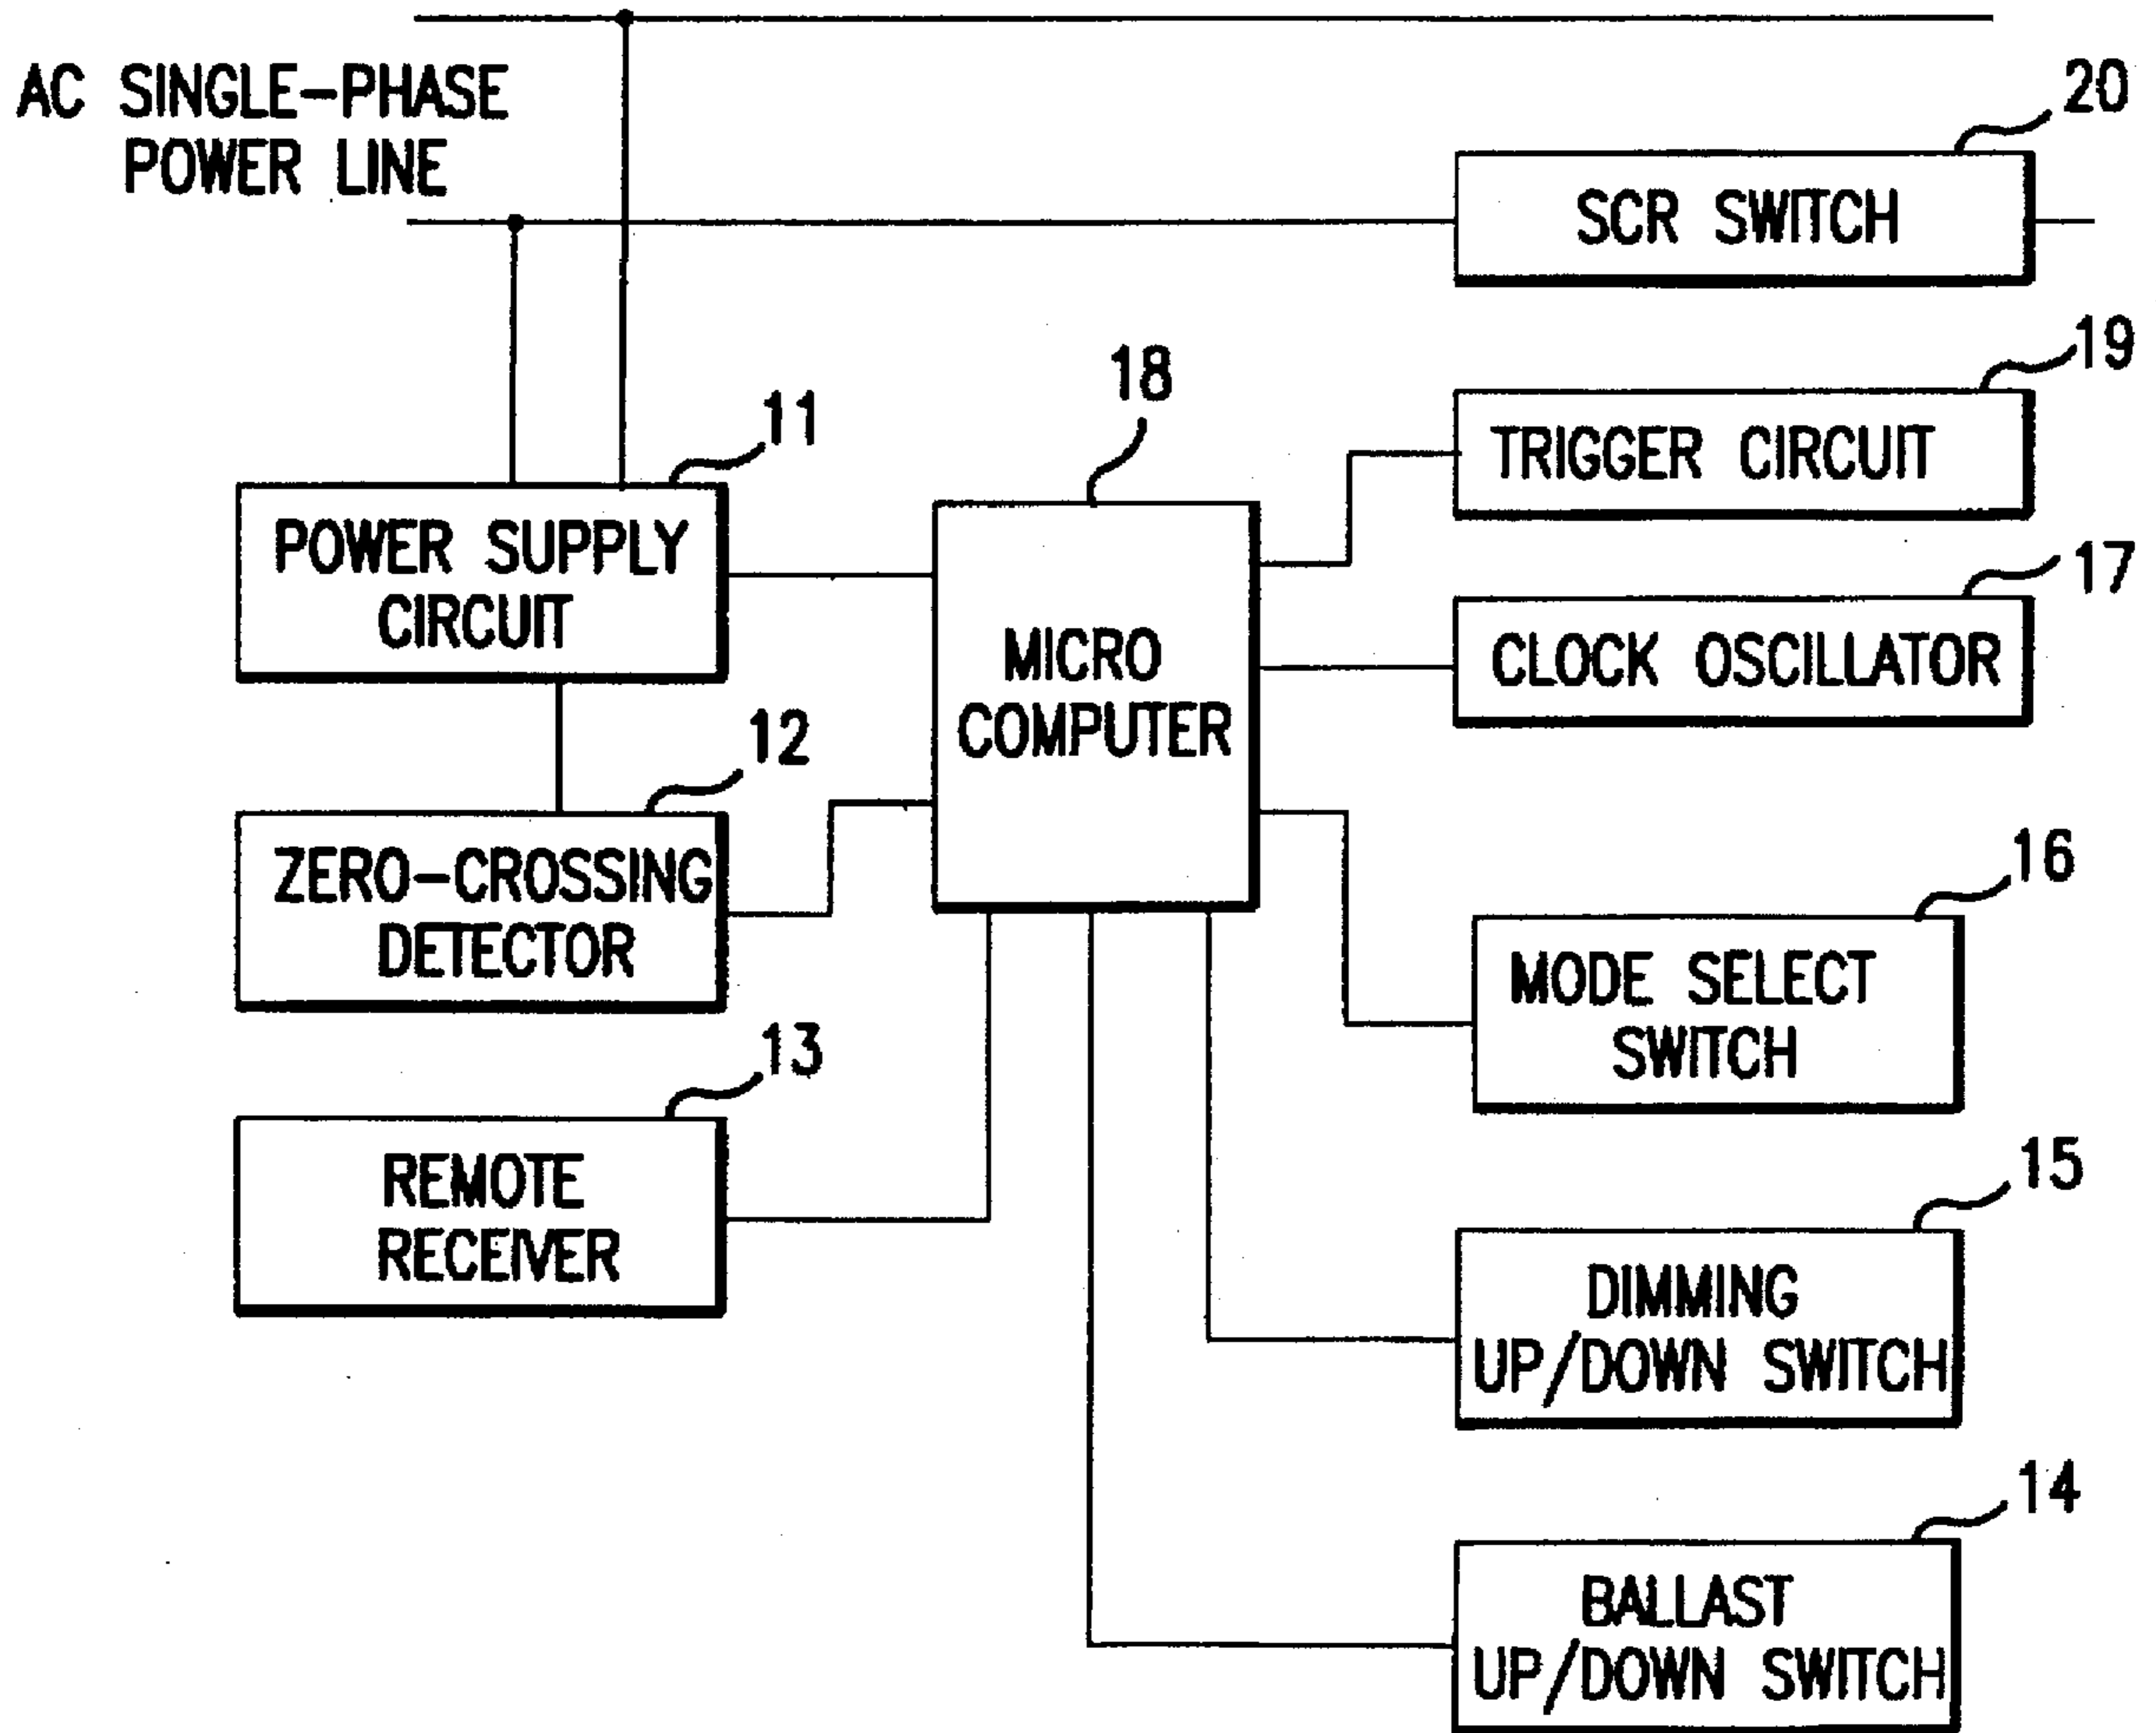 AC SINGLE-PHASE
POWER LINE
20
SCR SWITCH
19
TRIGGER CIRCUIT
18
11
POWER SUPPLY
CIRCUIT
17
CLOCK OSCILLATOR
MICRO
COMPUTER
12
ZERO-CROSSING
DETECTOR
16
MODE SELECT
SWITCH
13
REMOTE
RECEIVER
15
DIMMING
UP/DOWN SWITCH
14
BALLAST
UP/DOWN SWITCH